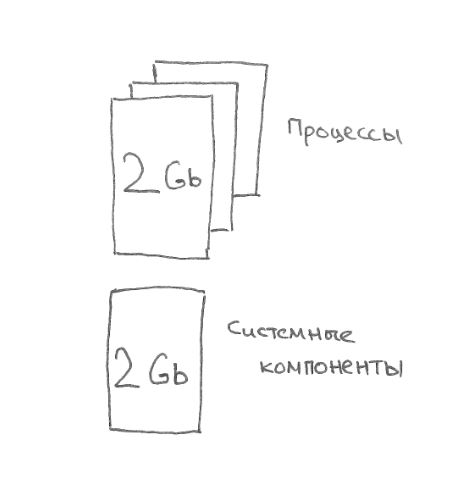 Процессы
2 Gb
Системные
компоненты
2 Gb